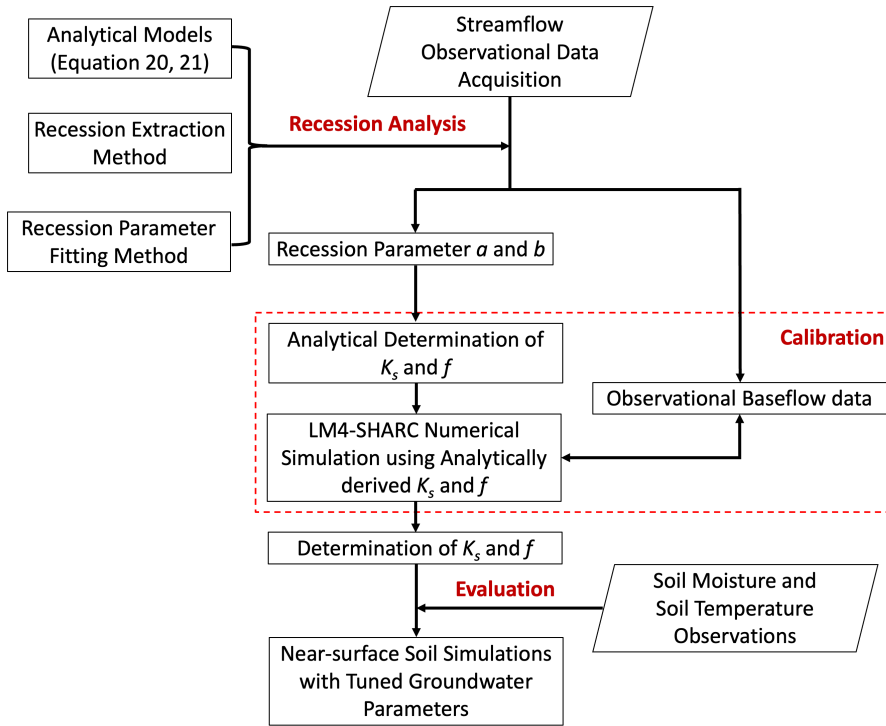 Analytical Models
(Equation 20, 21)
Streamflow
Observational Data
Acquisition
Recession Analysis
Recession Extraction
Method
Recession Parameter
Fitting Method
Recession Parameter a and b
Calibration
Analytical Determination of
Ks and f
Observational Baseflow data
LM4-SHARC Numerical
Simulation using Analytically
derived Ks and f
Determination of Ks and f
Evaluation
Soil Moisture and
Soil Temperature
Observations
Near-surface Soil Simulations
with Tuned Groundwater
Parameters